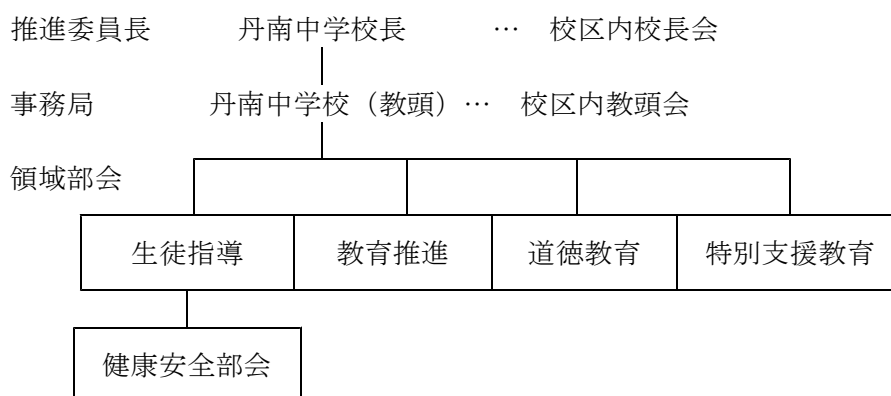 推進委員長 丹南中学校長 … 校区内校長会
事務局 丹南中学校（教頭）… 校区内教頭会
領域部会
生徒指導 教育推進 道徳教育 特別支援教育
健康安全部会